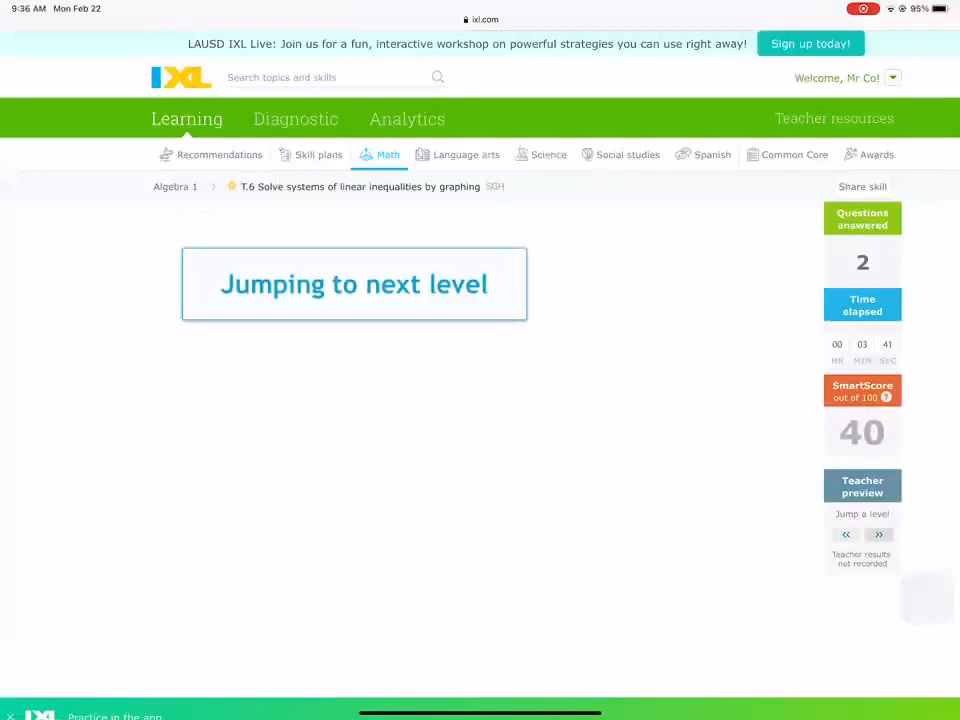 9:36 AM Mon Feb 22
95%
ixl.com
LAUSD IXL Live: Join us for a fun, interactive workshop on powerful strategies you can use right away!
Sign up today!
IXL
Search topics and skills
Welcome, Mr Co!
Learning
Diagnostic
Analytics
Teacher resources
Recommendations
Skill plans
Math
Language arts
Science
Social studies
Spanish
Common Core
Awards
Algebra 1
T.6 Solve systems of linear inequalities by graphing SGH
Share skill
Jumping to next level
Questions
answered
2
Time
elapsed
00 03 41
HR MIN SEC
SmartScore
out of 100 ?
40
Teacher
preview
Jump a level
« »
Teacher results
not recorded
× IXL Practice in the app